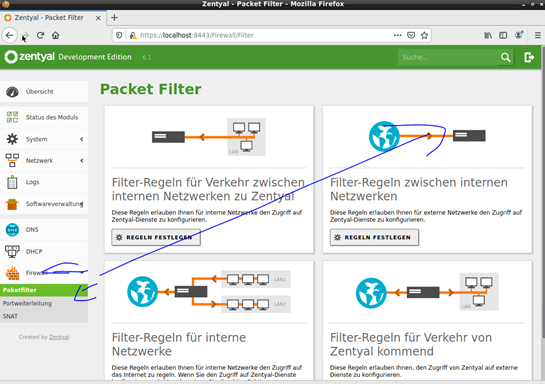 Zentyal - Packet Filter - Mozilla Firefox
Zentyal - Packet Filter
https://localhost:8443/Firewall/Filter
zentyal Development Edition 6.1
Suche...
Übersicht
Status des Moduls
System
Netzwerk
Logs
Softwareverwaltung
DNS
DHCP
Paketfilter
Portweiterleitung
SNAT
Created by Zentyal
Packet Filter
LAN
Filter-Regeln für Verkehr zwischen
internen Netzwerken zu Zentyal
Diese Regeln erlauben Ihnen für interne Netzwerke den Zugriff auf
Zentyal-Dienste zu konfigurieren.
REGELN FESTLEGEN
Filter-Regeln zwischen internen
Netzwerken
Diese Regeln erlauben Ihnen für externe Netzwerke den Zugriff auf
Zentyal-Dienste zu konfigurieren.
REGELN FESTLEGEN
LAN1
LAN2
Filter-Regeln für interne
Netzwerke
Diese Regeln erlauben Ihnen für interne Netzwerke den Zugriff auf
das Internet zu regeln. Wenn Sie den Zugriff auf Zentyal-Dienste
LAN
Filter-Regeln für Verkehr von
Zentyal kommend
Diese Regeln erlauben Ihnen, den Zugriff von Zentyal auf externe
Dienste zu konfigurieren.